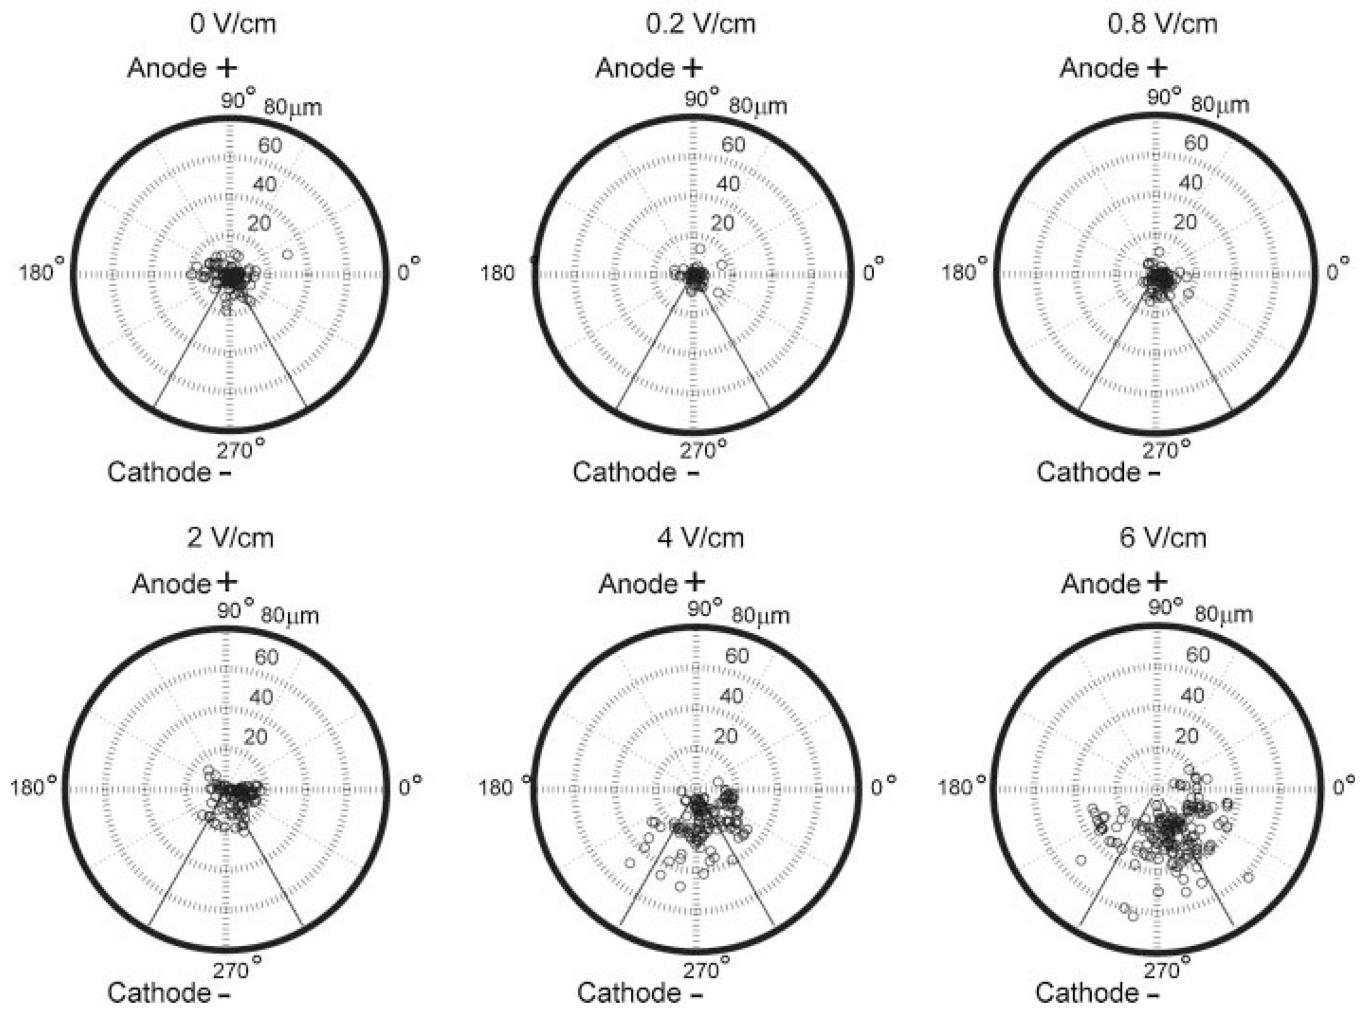 0 V/cm
Anode +
90° 80μm
60
40
20
180°
0°
270°
Cathode -
0.2 V/cm
Anode +
90° 80μm
60
40
20
180°
0°
270°
Cathode -
0.8 V/cm
Anode +
90° 80μm
60
40
20
180°
0°
270°
Cathode -
2 V/cm
Anode +
90° 80μm
60
40
20
180°
0°
270°
Cathode -
4 V/cm
Anode +
90° 80μm
60
40
20
180°
0°
270°
Cathode -
6 V/cm
Anode +
90° 80μm
60
40
20
180°
0°
270°
Cathode -